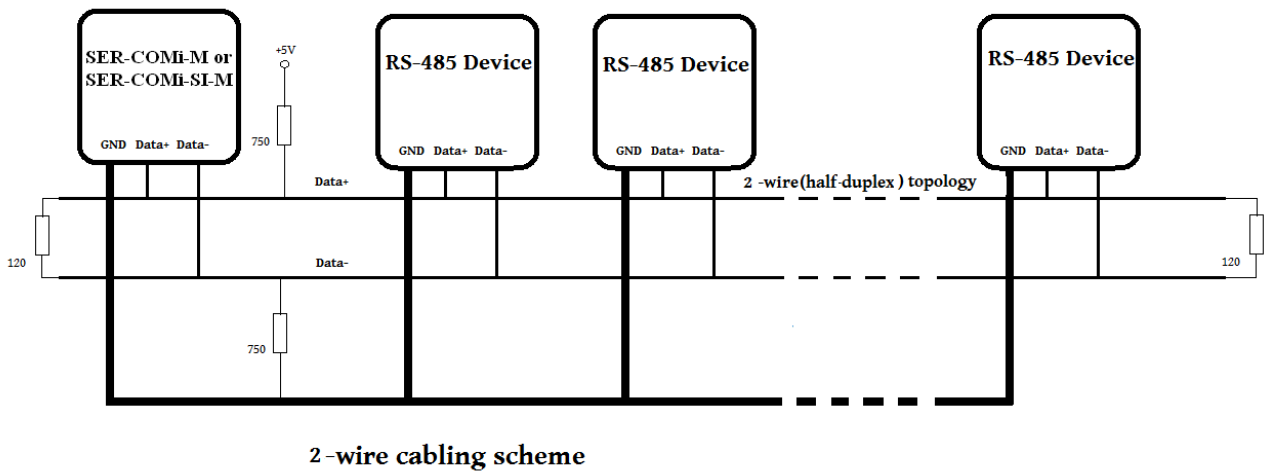 SER-COMi-M or
SER-COMi-SI-M
GND Data+ Data-
+5V
750
RS-485 Device
GND Data+ Data-
RS-485 Device
GND Data+ Data-
RS-485 Device
GND Data+ Data-
Data+
2 -wire(half-duplex) topology
120
Data-
120
750
2 -wire cabling scheme